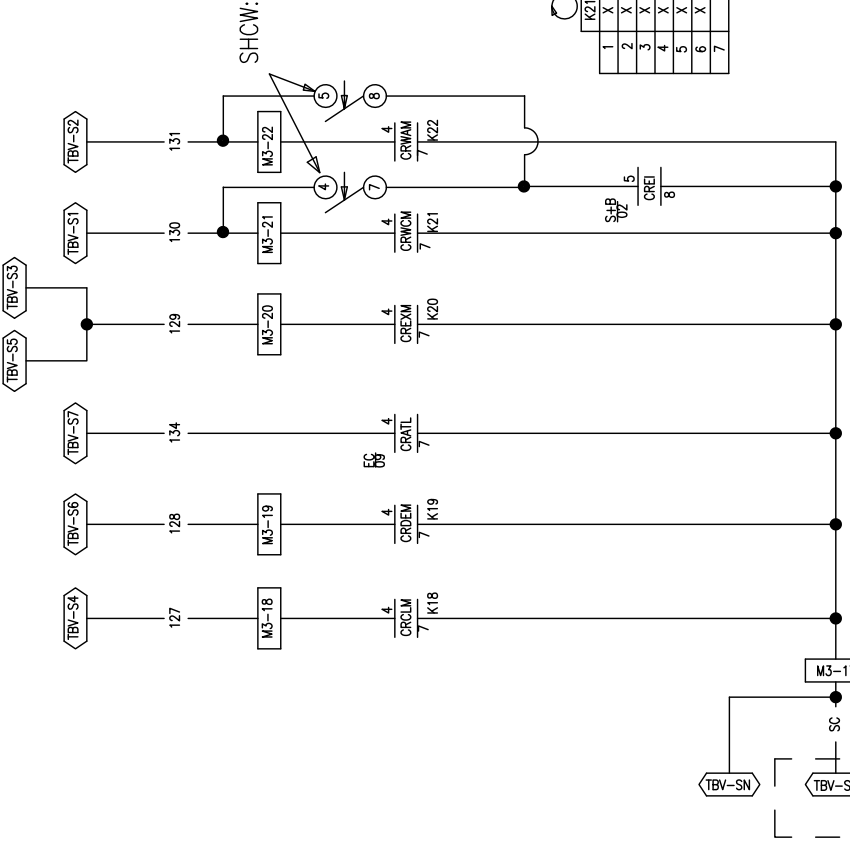 SHCW:
K21
1 X
2 X
3 X
4 X
5 X
6 X
7
TBV-S2
131
M3-22
5
8
4
CRWAM
7
K22
TBV-S1
130
M3-21
4
7
4
CRWCM
7
K21
S+B
02
5
CREI
8
TBV-S3
TBV-S5
129
M3-20
4
CREXM
7
K20
TBV-S7
134
EC
09
4
CRATL
7
TBV-S6
128
M3-19
4
CRDEM
7
K19
TBV-S4
127
M3-18
4
CRCLM
7
K18
M3-1
SC
TBV-SN
TBV-S